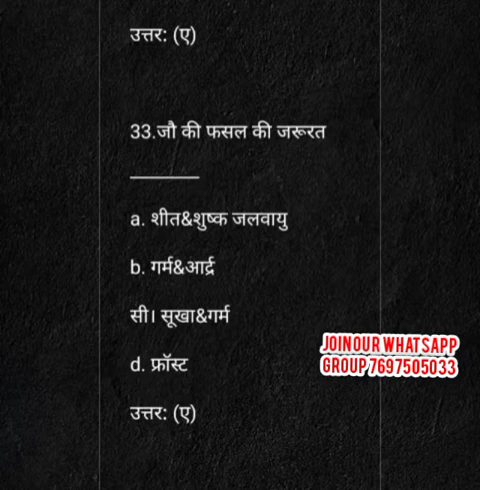 उत्तर: (ए)
33.जौ की फसल की जरूरत
________
a. शीत&शुष्क जलवायु
b. गर्म&आर्द्र
सी। सूखा&गर्म
d. फ्रॉस्ट
उत्तर: (ए)
JOIN OUR WHATSAPP
GROUP 7697505033